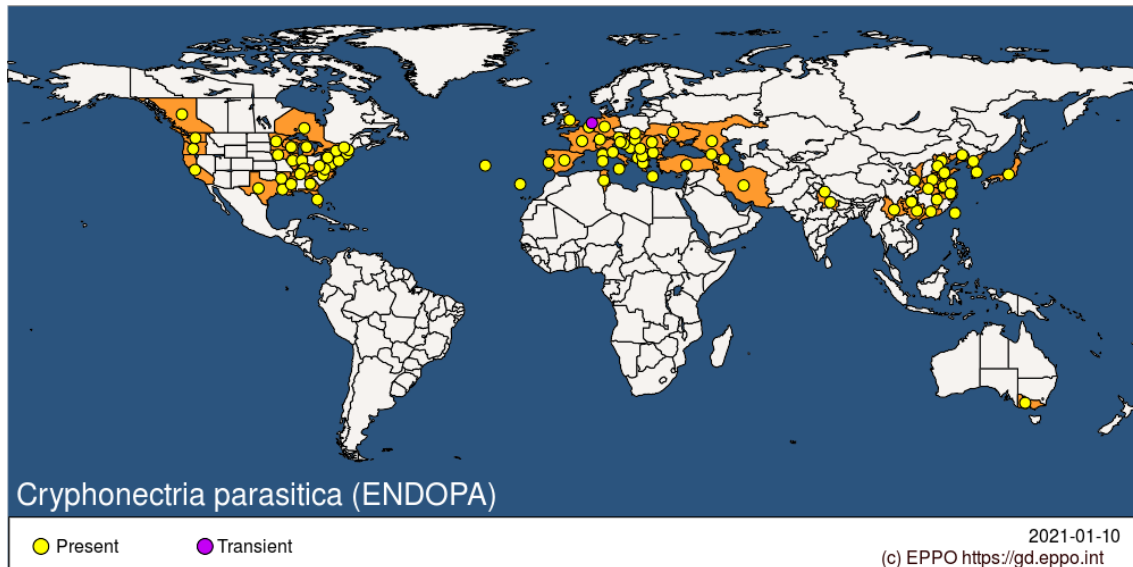 Cryphonectria parasitica (ENDOPA)
Present
Transient
2021-01-10
(c) EPPO https://gd.eppo.int